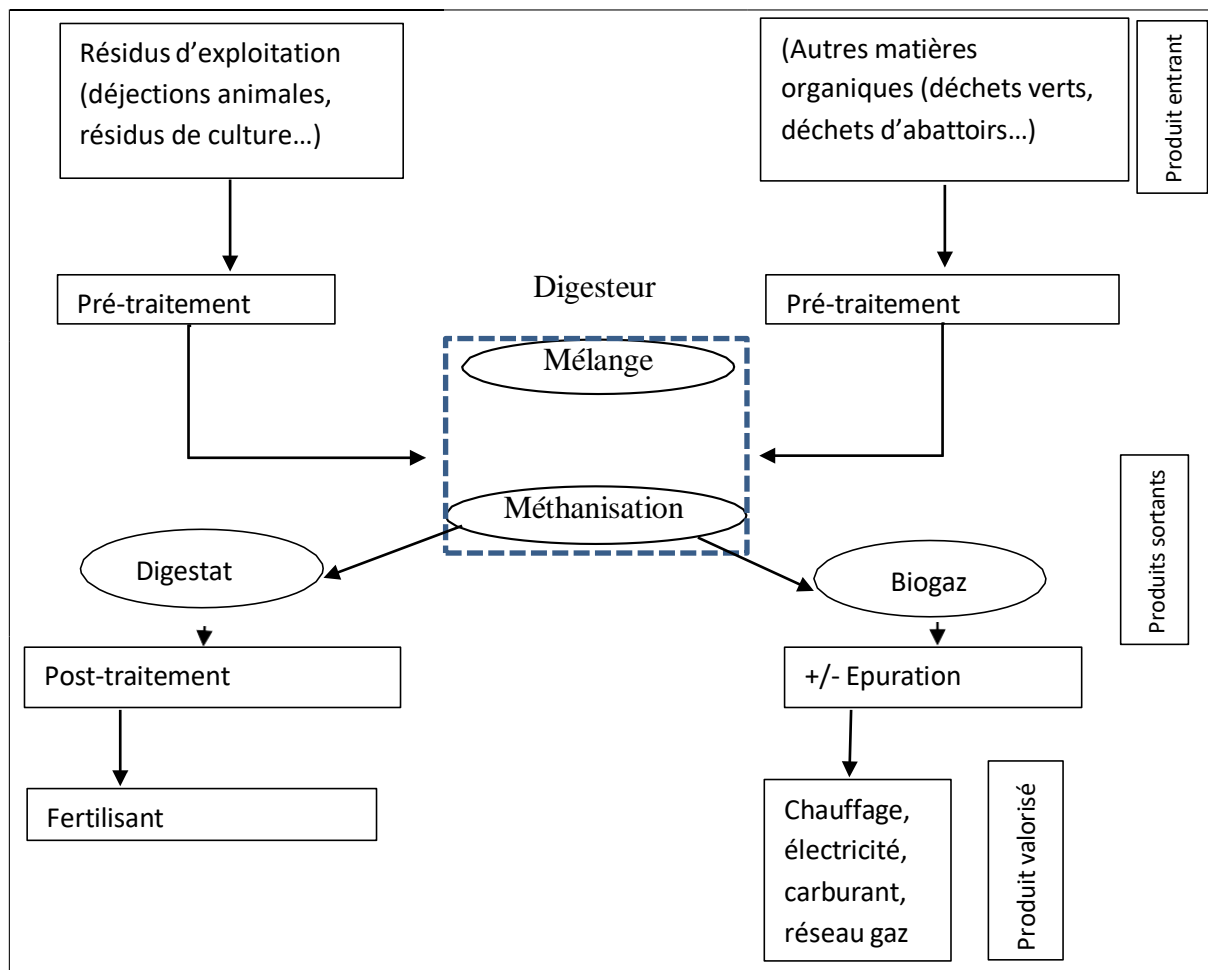 Résidus d’exploitation
(déjections animales,
résidus de culture…)
(Autres matières
organiques (déchets verts,
déchets d’abattoirs…)
Produit entrant
Pré-traitement
Digesteur
Pré-traitement
Mélange
Méthanisation
Digestat
Biogaz
Produits sortants
Post-traitement
+/- Epuration
Fertilisant
Chauffage,
électricité,
carburant,
réseau gaz
Produit valorisé